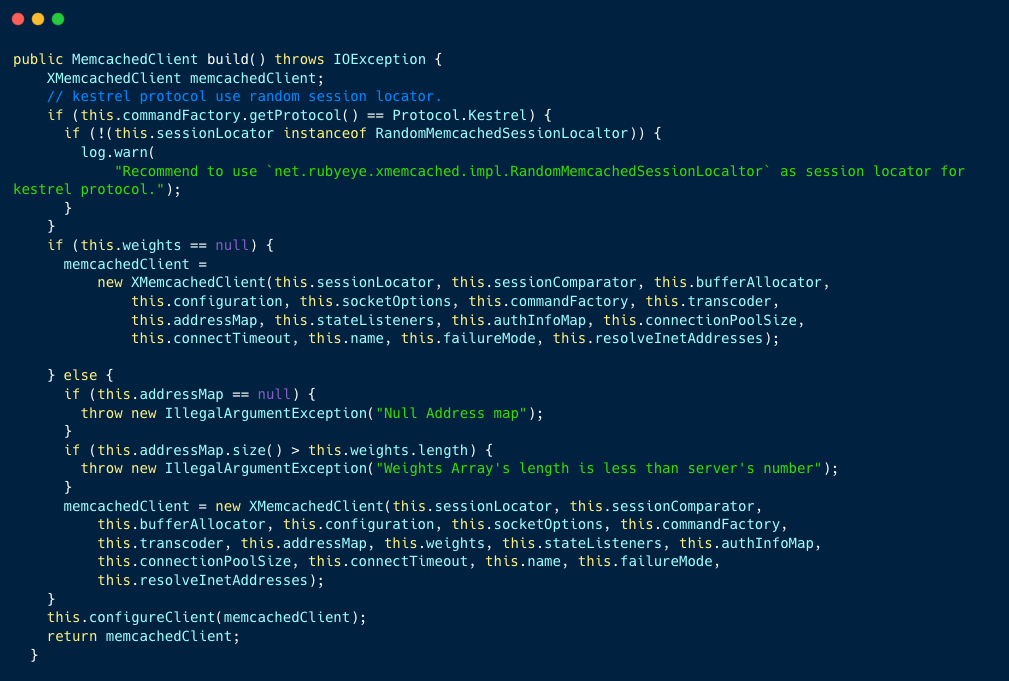 public MemcachedClient build() throws IOException {
    XMemcachedClient memcachedClient;
    // kestrel protocol use random session locator.
    if (this.commandFactory.getProtocol() == Protocol.Kestrel) {
      if (!(this.sessionLocator instanceof RandomMemcachedSessionLocaltor)) {
        log.warn(
            "Recommend to use `net.rubyeye.xmemcached.impl.RandomMemcachedSessionLocaltor` as session locator for
kestrel protocol.");
      }
    }
    if (this.weights == null) {
      memcachedClient =
          new XMemcachedClient(this.sessionLocator, this.sessionComparator, this.bufferAllocator,
              this.configuration, this.socketOptions, this.commandFactory, this.transcoder,
              this.addressMap, this.stateListeners, this.authInfoMap, this.connectionPoolSize,
              this.connectTimeout, this.name, this.failureMode, this.resolveInetAddresses);

    } else {
      if (this.addressMap == null) {
        throw new IllegalArgumentException("Null Address map");
      }
      if (this.addressMap.size() > this.weights.length) {
        throw new IllegalArgumentException("Weights Array's length is less than server's number");
      }
      memcachedClient = new XMemcachedClient(this.sessionLocator, this.sessionComparator,
          this.bufferAllocator, this.configuration, this.socketOptions, this.commandFactory,
          this.transcoder, this.addressMap, this.weights, this.stateListeners, this.authInfoMap,
          this.connectionPoolSize, this.connectTimeout, this.name, this.failureMode,
          this.resolveInetAddresses);
    }
    this.configureClient(memcachedClient);
    return memcachedClient;
  }